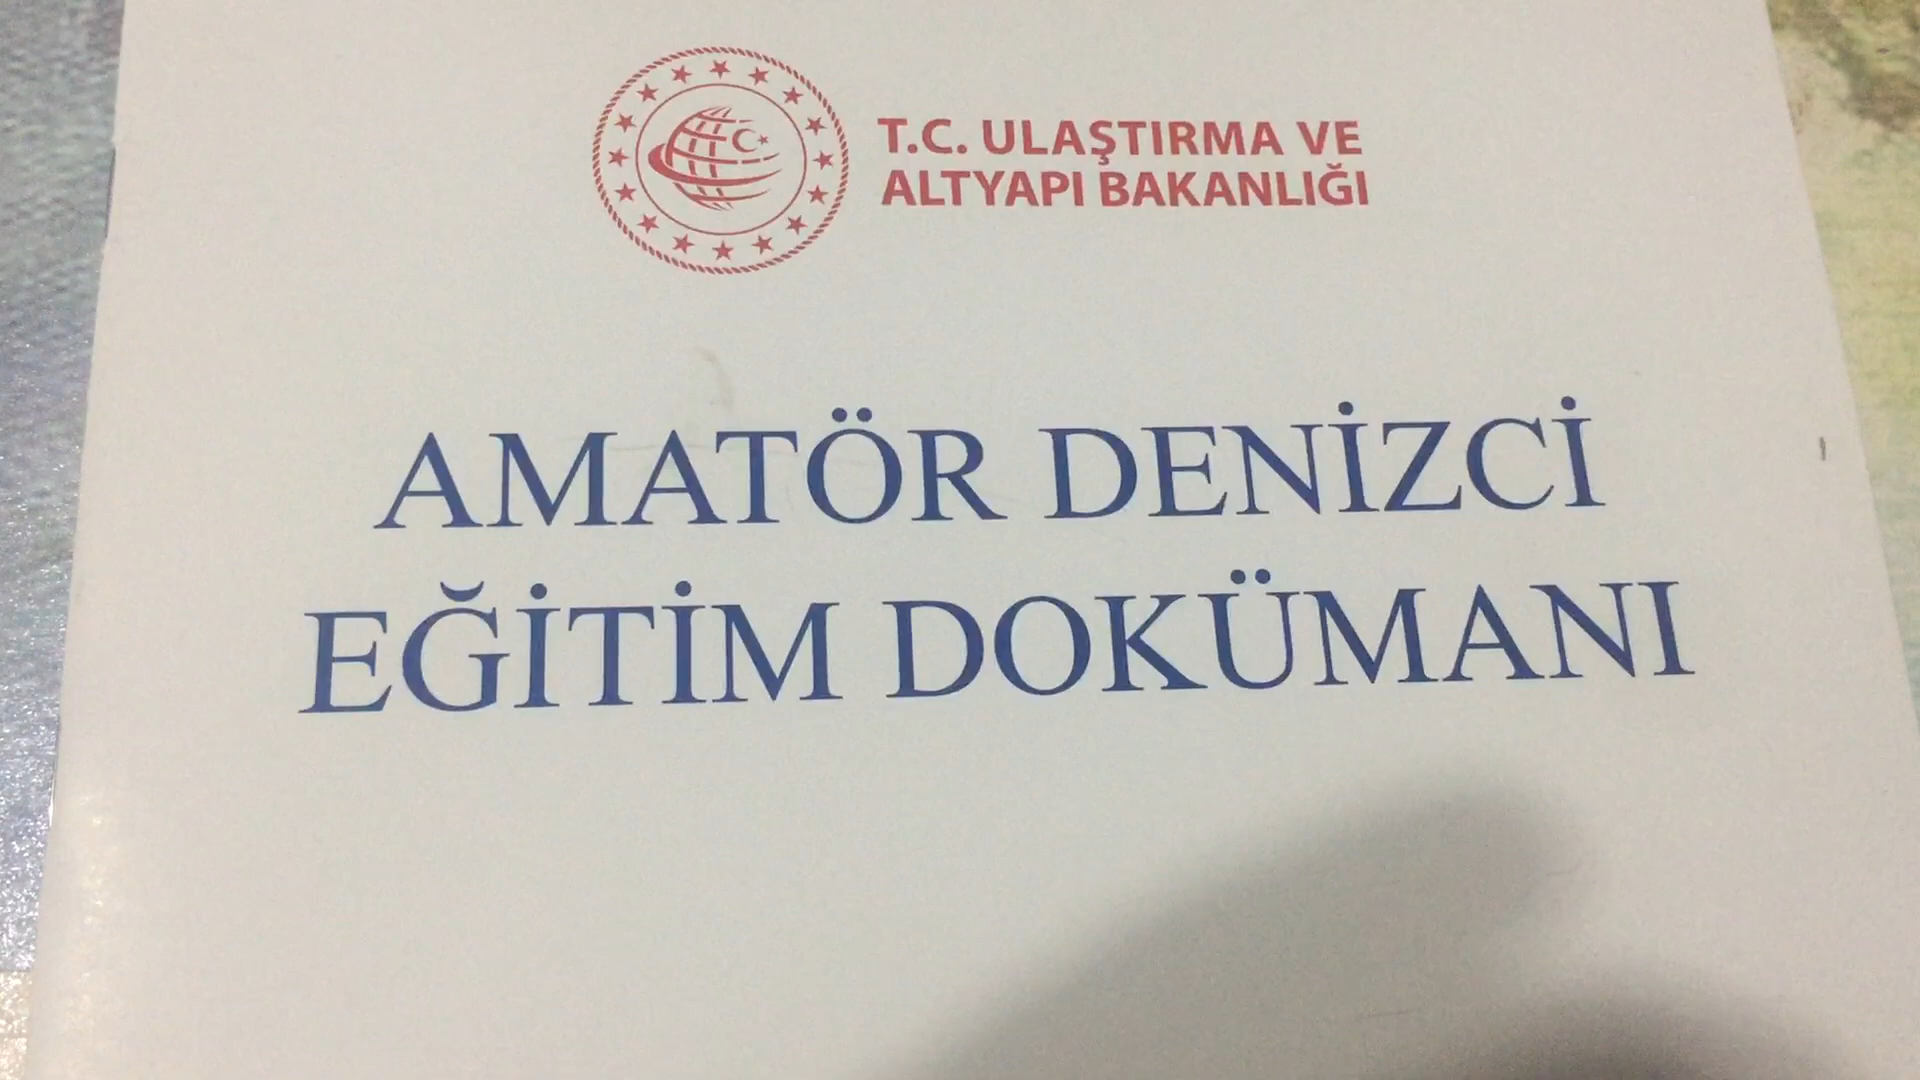 T.C. ULAŞTIRMA VE
ALTYAPI BAKANLIĞI
AMATÖR DENİZCİ
EĞİTİM DOKÜMANI